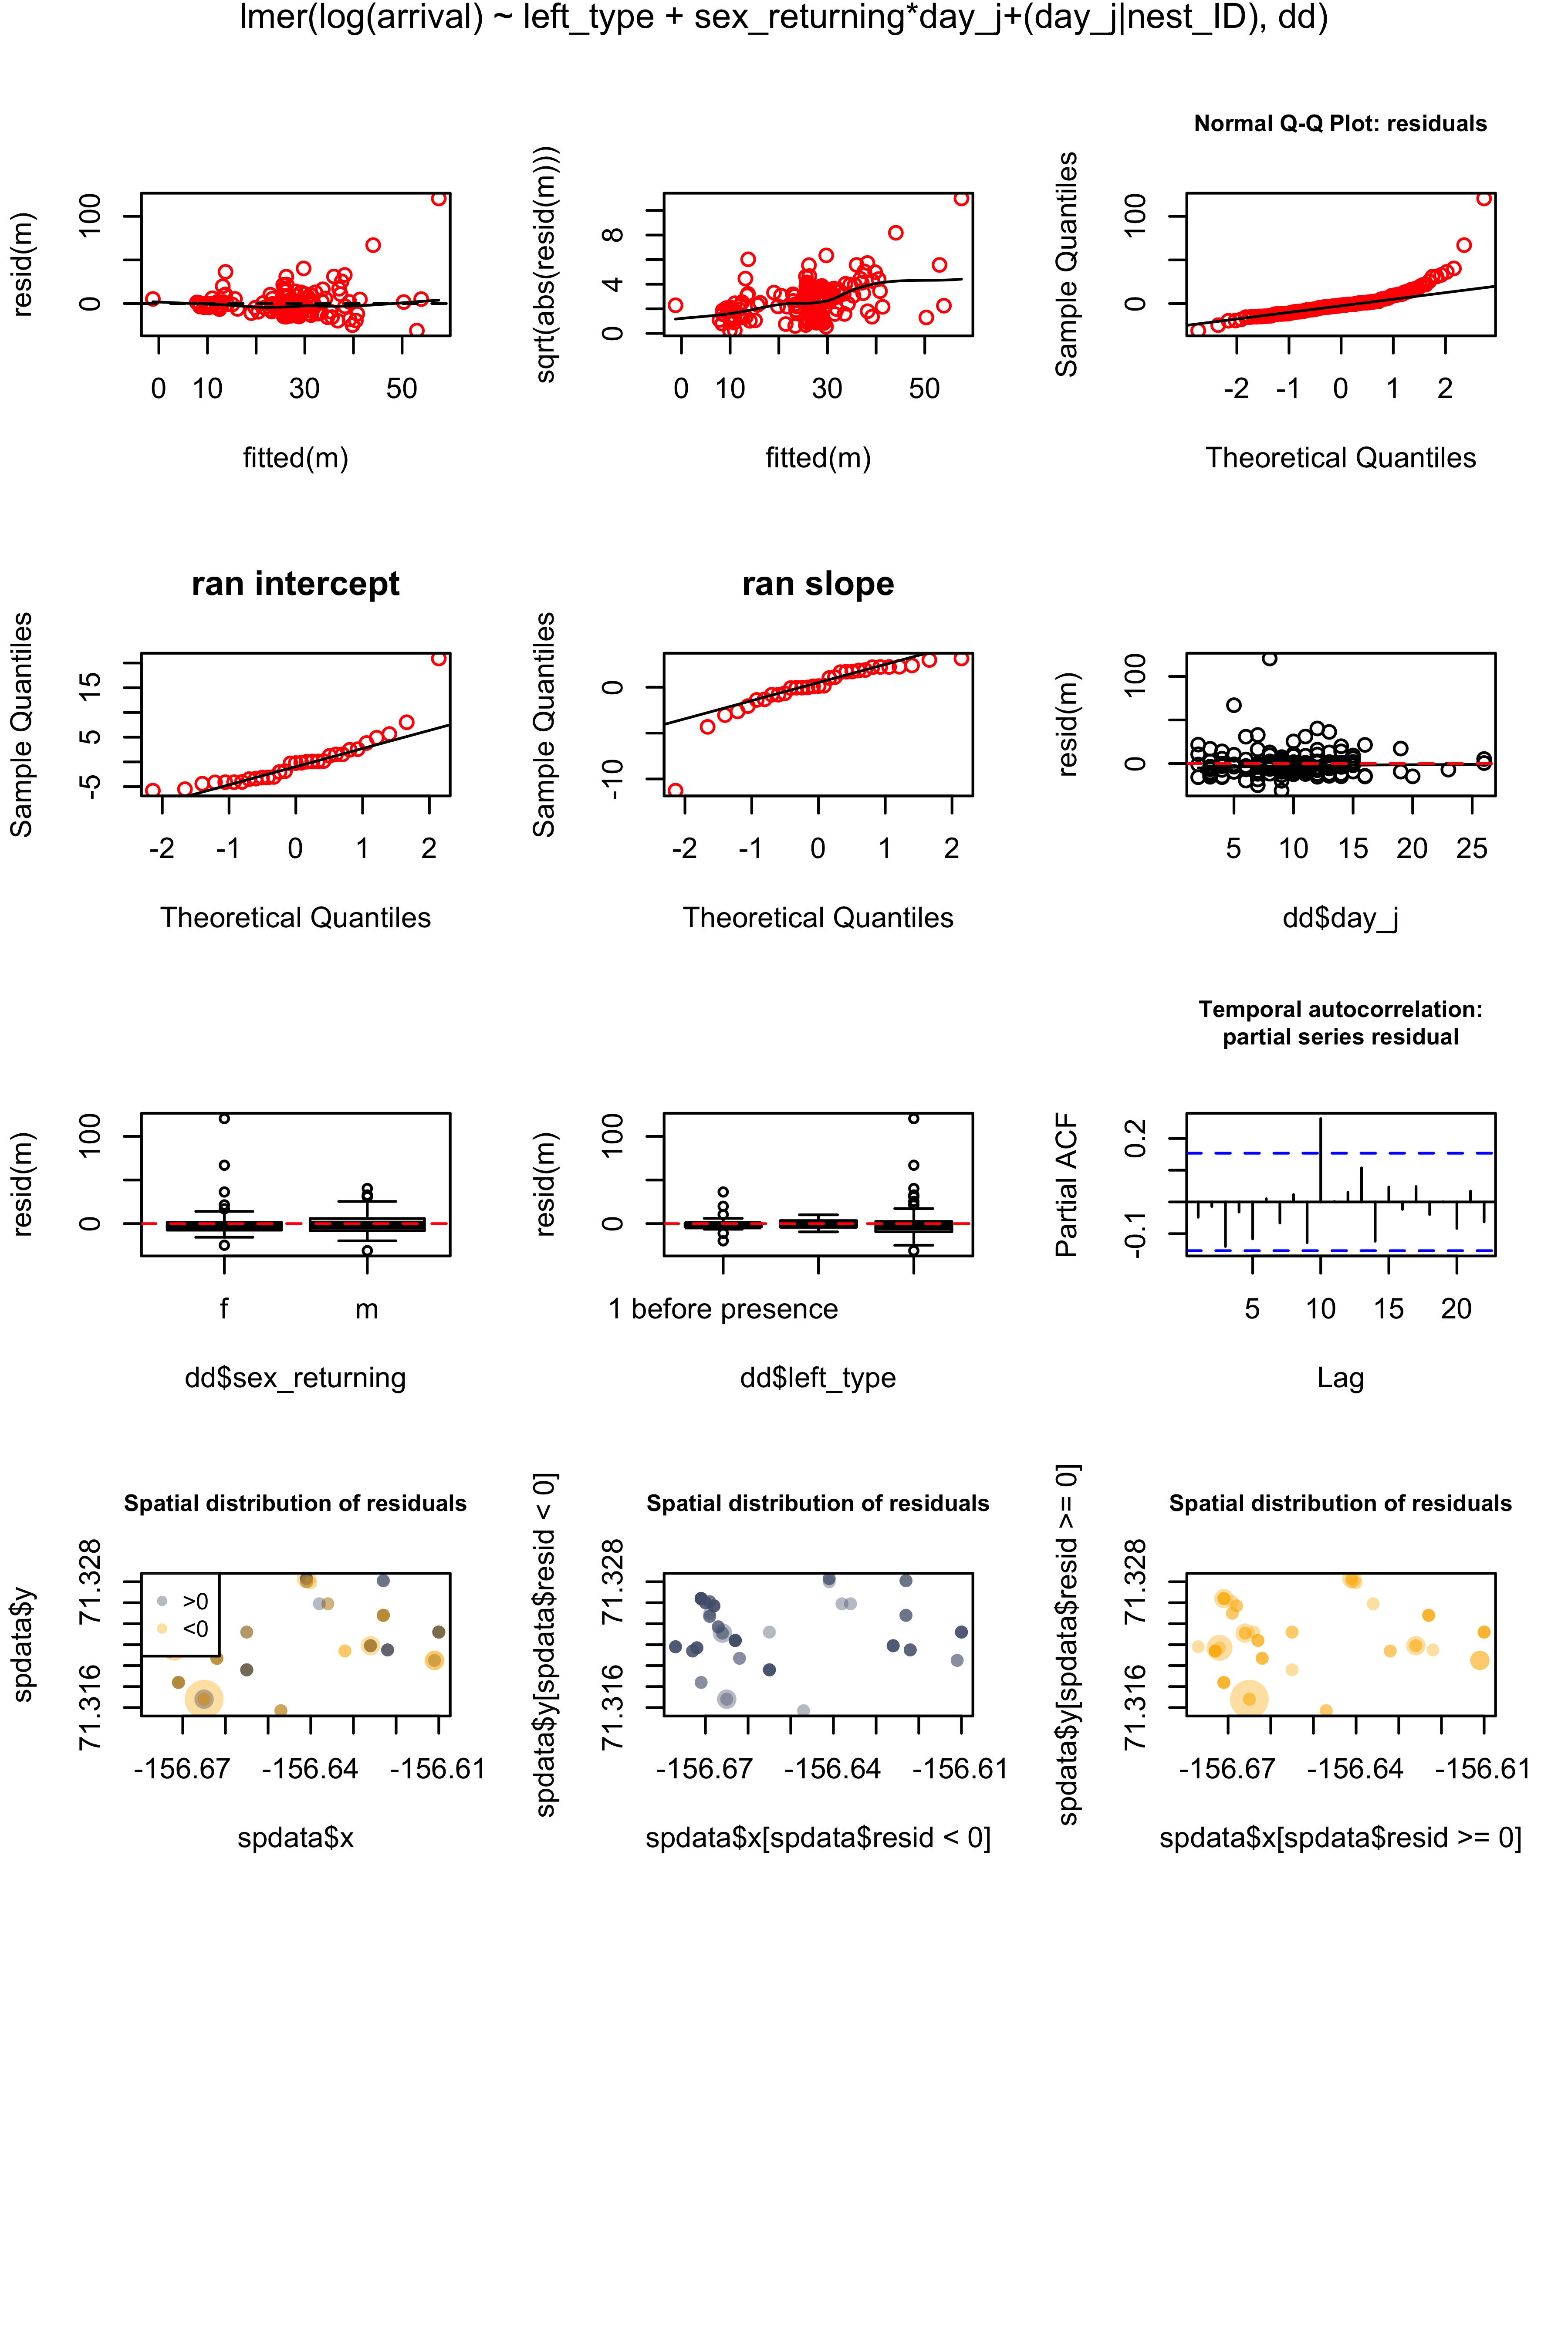 lmer(log(arrival) ~ left_type + sex_returning*day_j+(day_j|nest_ID), dd)
resid(m)
0 100
0 10 30 50
fitted(m)
sqrt(abs(resid(m)))
0 4 8
0 10 30 50
fitted(m)
Normal Q-Q Plot: residuals
Sample Quantiles
0 100
-2 -1 0 1 2
Theoretical Quantiles
ran intercept
Sample Quantiles
-5 5 15
-2 -1 0 1 2
Theoretical Quantiles
ran slope
Sample Quantiles
-10 0
-2 -1 0 1 2
Theoretical Quantiles
resid(m)
0 100
5 10 15 20 25
dd$day_j
resid(m)
0 100
f m
dd$sex_returning
resid(m)
0 100
1 before presence
dd$left_type
Temporal autocorrelation:
partial series residual
Partial ACF
-0.1 0.2
5 10 15 20
Lag
Spatial distribution of residuals
spdata$y
71.316 71.328
>0
<0
-156.67 -156.64 -156.61
spdata$x
Spatial distribution of residuals
spdata$y[spdata$resid < 0]
71.316 71.328
-156.67 -156.64 -156.61
spdata$x[spdata$resid < 0]
Spatial distribution of residuals
spdata$y[spdata$resid >= 0]
71.316 71.328
-156.67 -156.64 -156.61
spdata$x[spdata$resid >= 0]